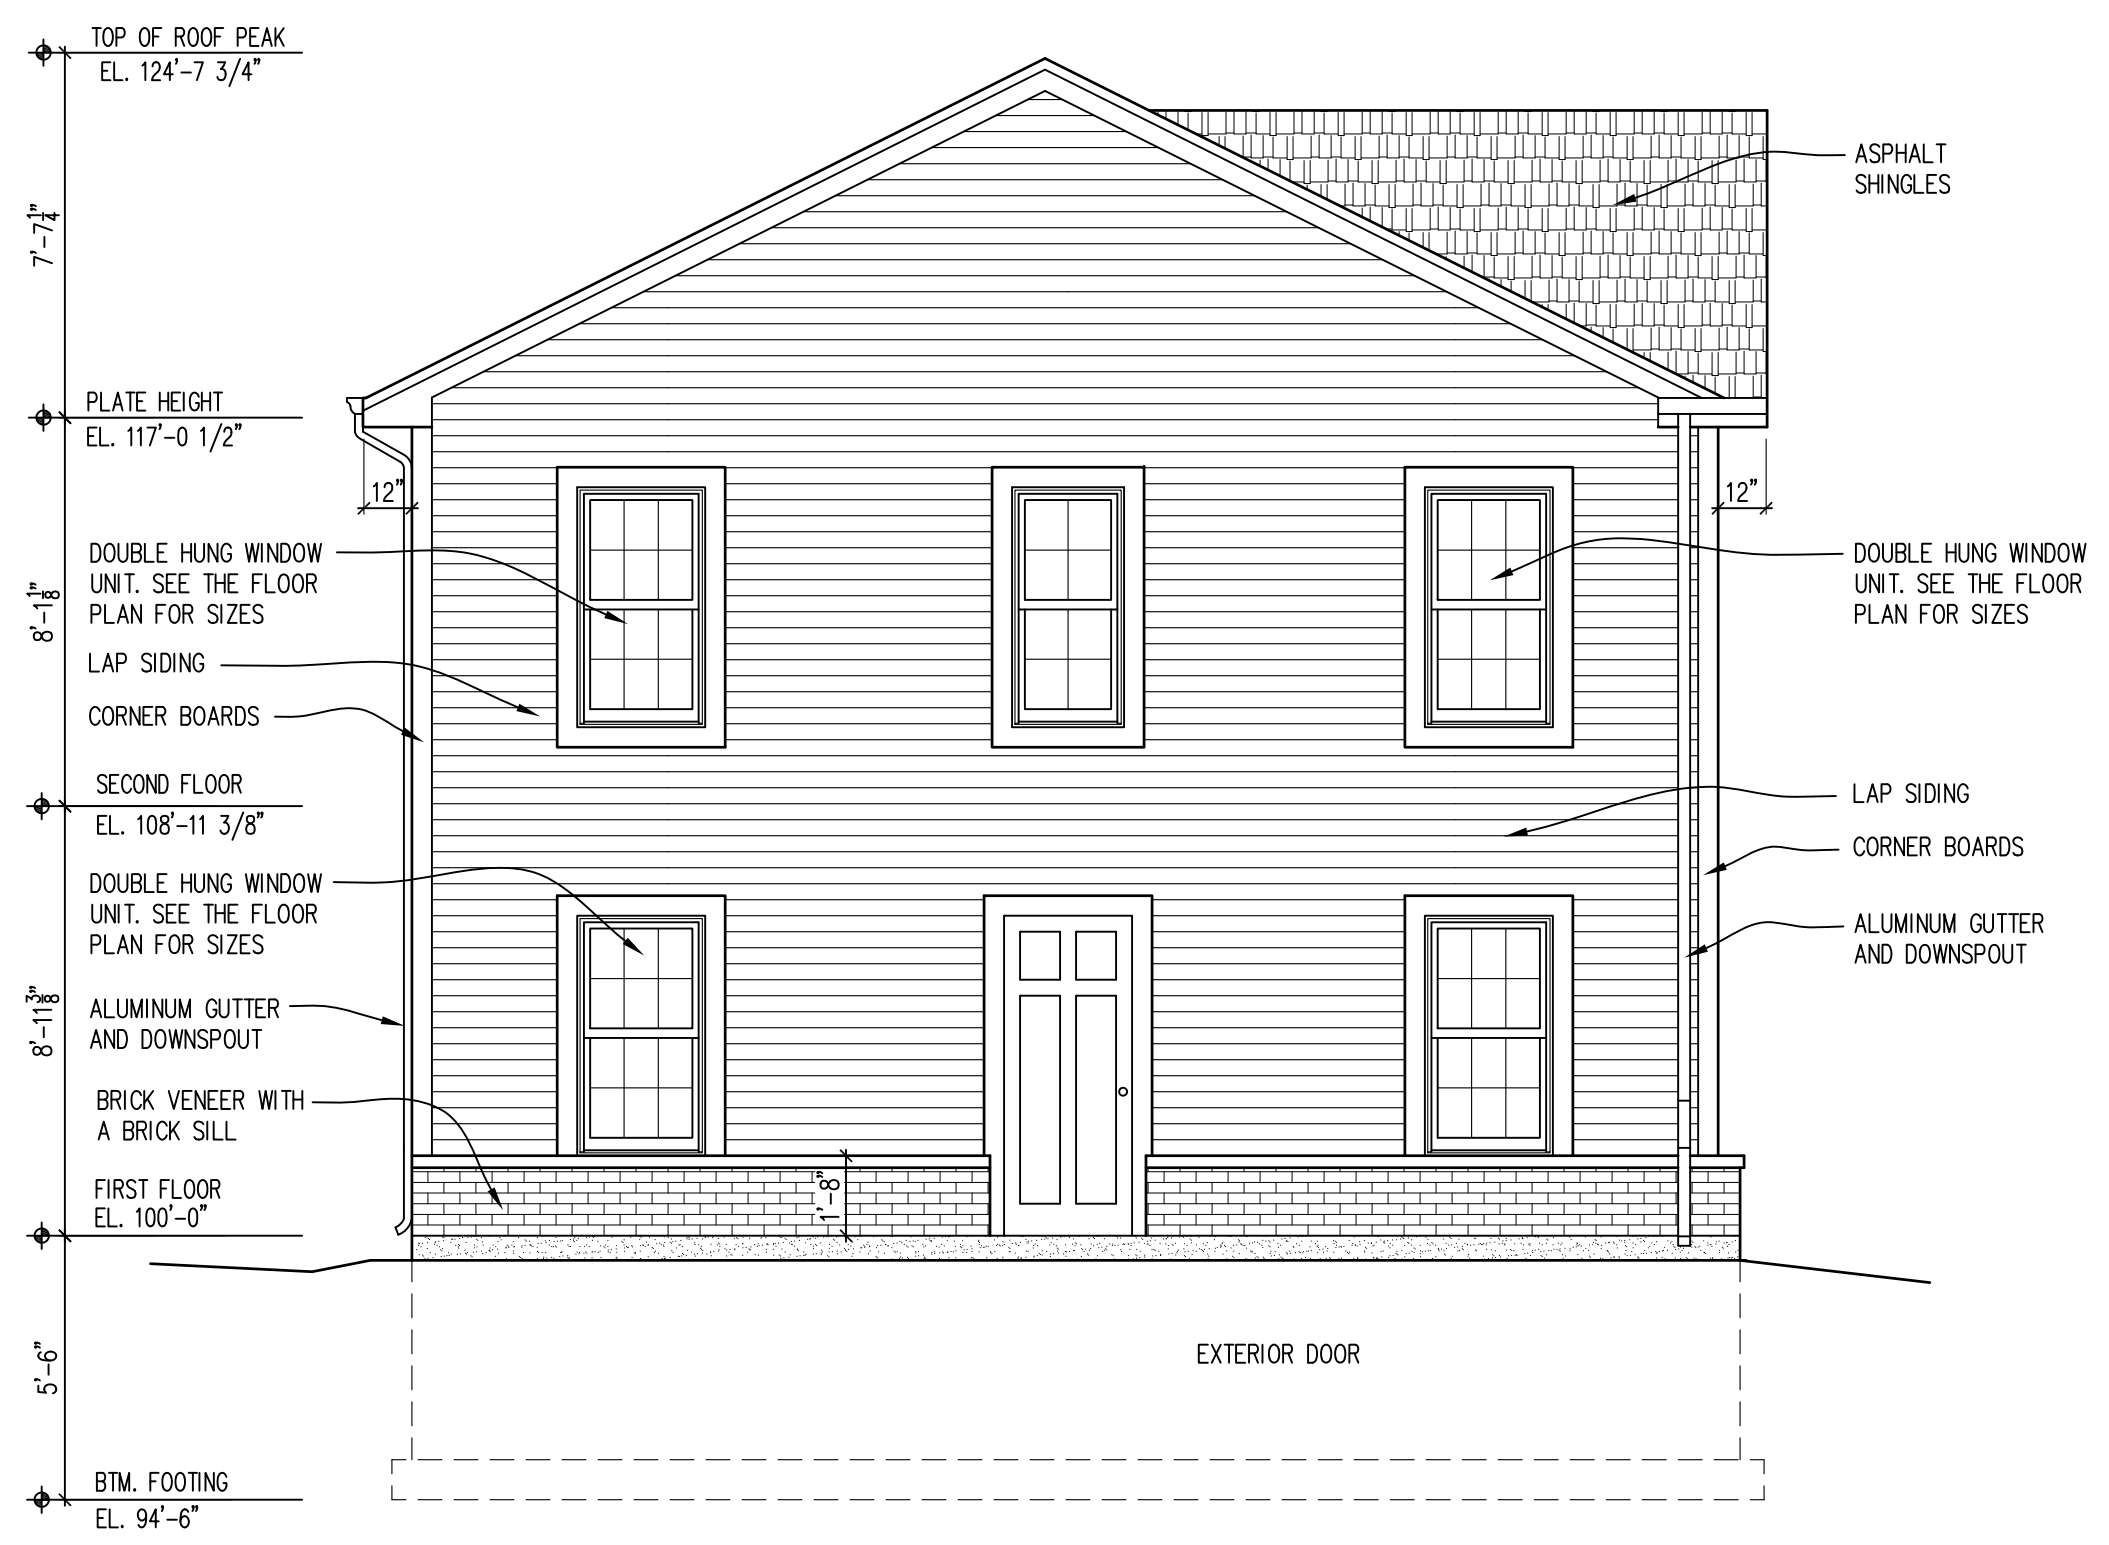 TOP OF ROOF PEAK
EL. 124'-7 3/4"
7'-7 1/4"
ASPHALT
SHINGLES
PLATE HEIGHT
EL. 117'-0 1/2"
12"
12"
8'-1 1/8"
DOUBLE HUNG WINDOW
UNIT. SEE THE FLOOR
PLAN FOR SIZES
DOUBLE HUNG WINDOW
UNIT. SEE THE FLOOR
PLAN FOR SIZES
LAP SIDING
CORNER BOARDS
SECOND FLOOR
EL. 108'-11 3/8"
LAP SIDING
CORNER BOARDS
DOUBLE HUNG WINDOW
UNIT. SEE THE FLOOR
PLAN FOR SIZES
ALUMINUM GUTTER
AND DOWNSPOUT
8'-11 3/8"
ALUMINUM GUTTER
AND DOWNSPOUT
BRICK VENEER WITH
A BRICK SILL
1'-8"
FIRST FLOOR
EL. 100'-0"
5'-6"
EXTERIOR DOOR
BTM. FOOTING
EL. 94'-6"